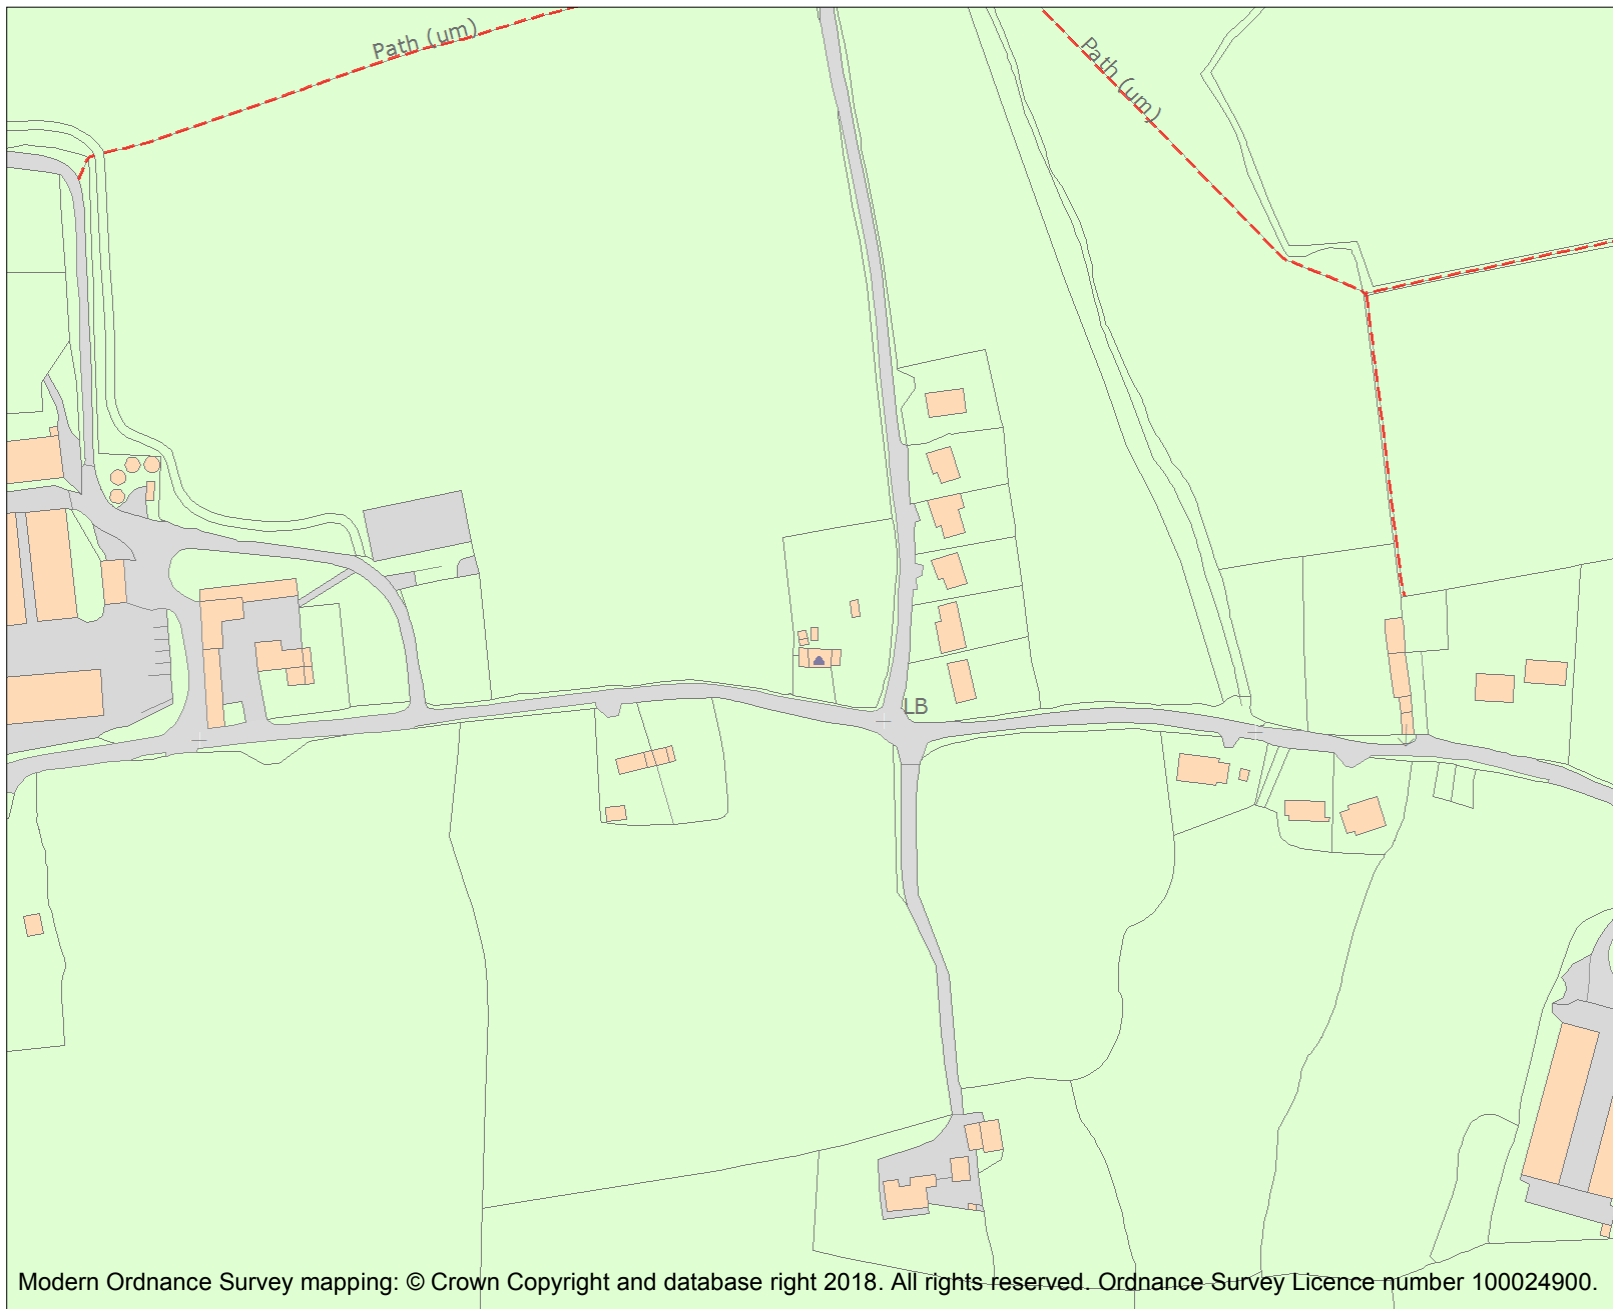 Path (um)
Path (um)
LB
Modern Ordnance Survey mapping: © Crown Copyright and database right 2018. All rights reserved. Ordnance Survey Licence number 100024900.